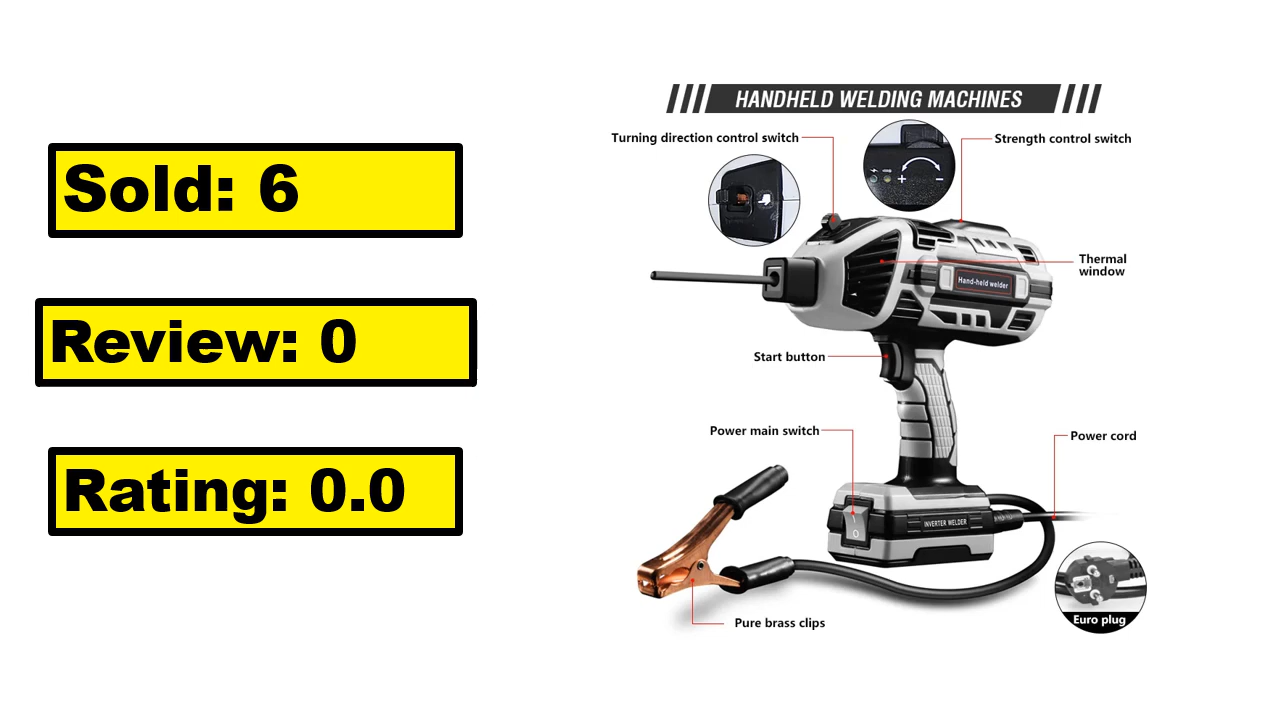 HANDHELD WELDING MACHINES
Turning direction control switch
Strength control switch
Sold: 6
+ −
Thermal
window
Hand-held welder
Review: 0
Start button
Power main switch
Power cord
Rating: 0.0
INVERTER WELDER
Euro plug
Pure brass clips